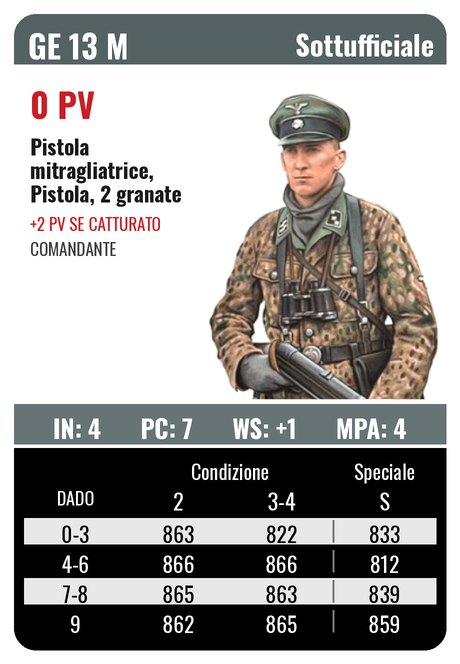 GE 13 M Sottufficiale
0 PV
Pistola
mitragliatrice,
Pistola, 2 granate
+2 PV SE CATTURATO
COMANDANTE
IN: 4 PC: 7 WS: +1 MPA: 4
Condizione Speciale
DADO 2 3-4 S
0-3 863 822 833
4-6 866 866 812
7-8 865 863 839
9 862 865 859